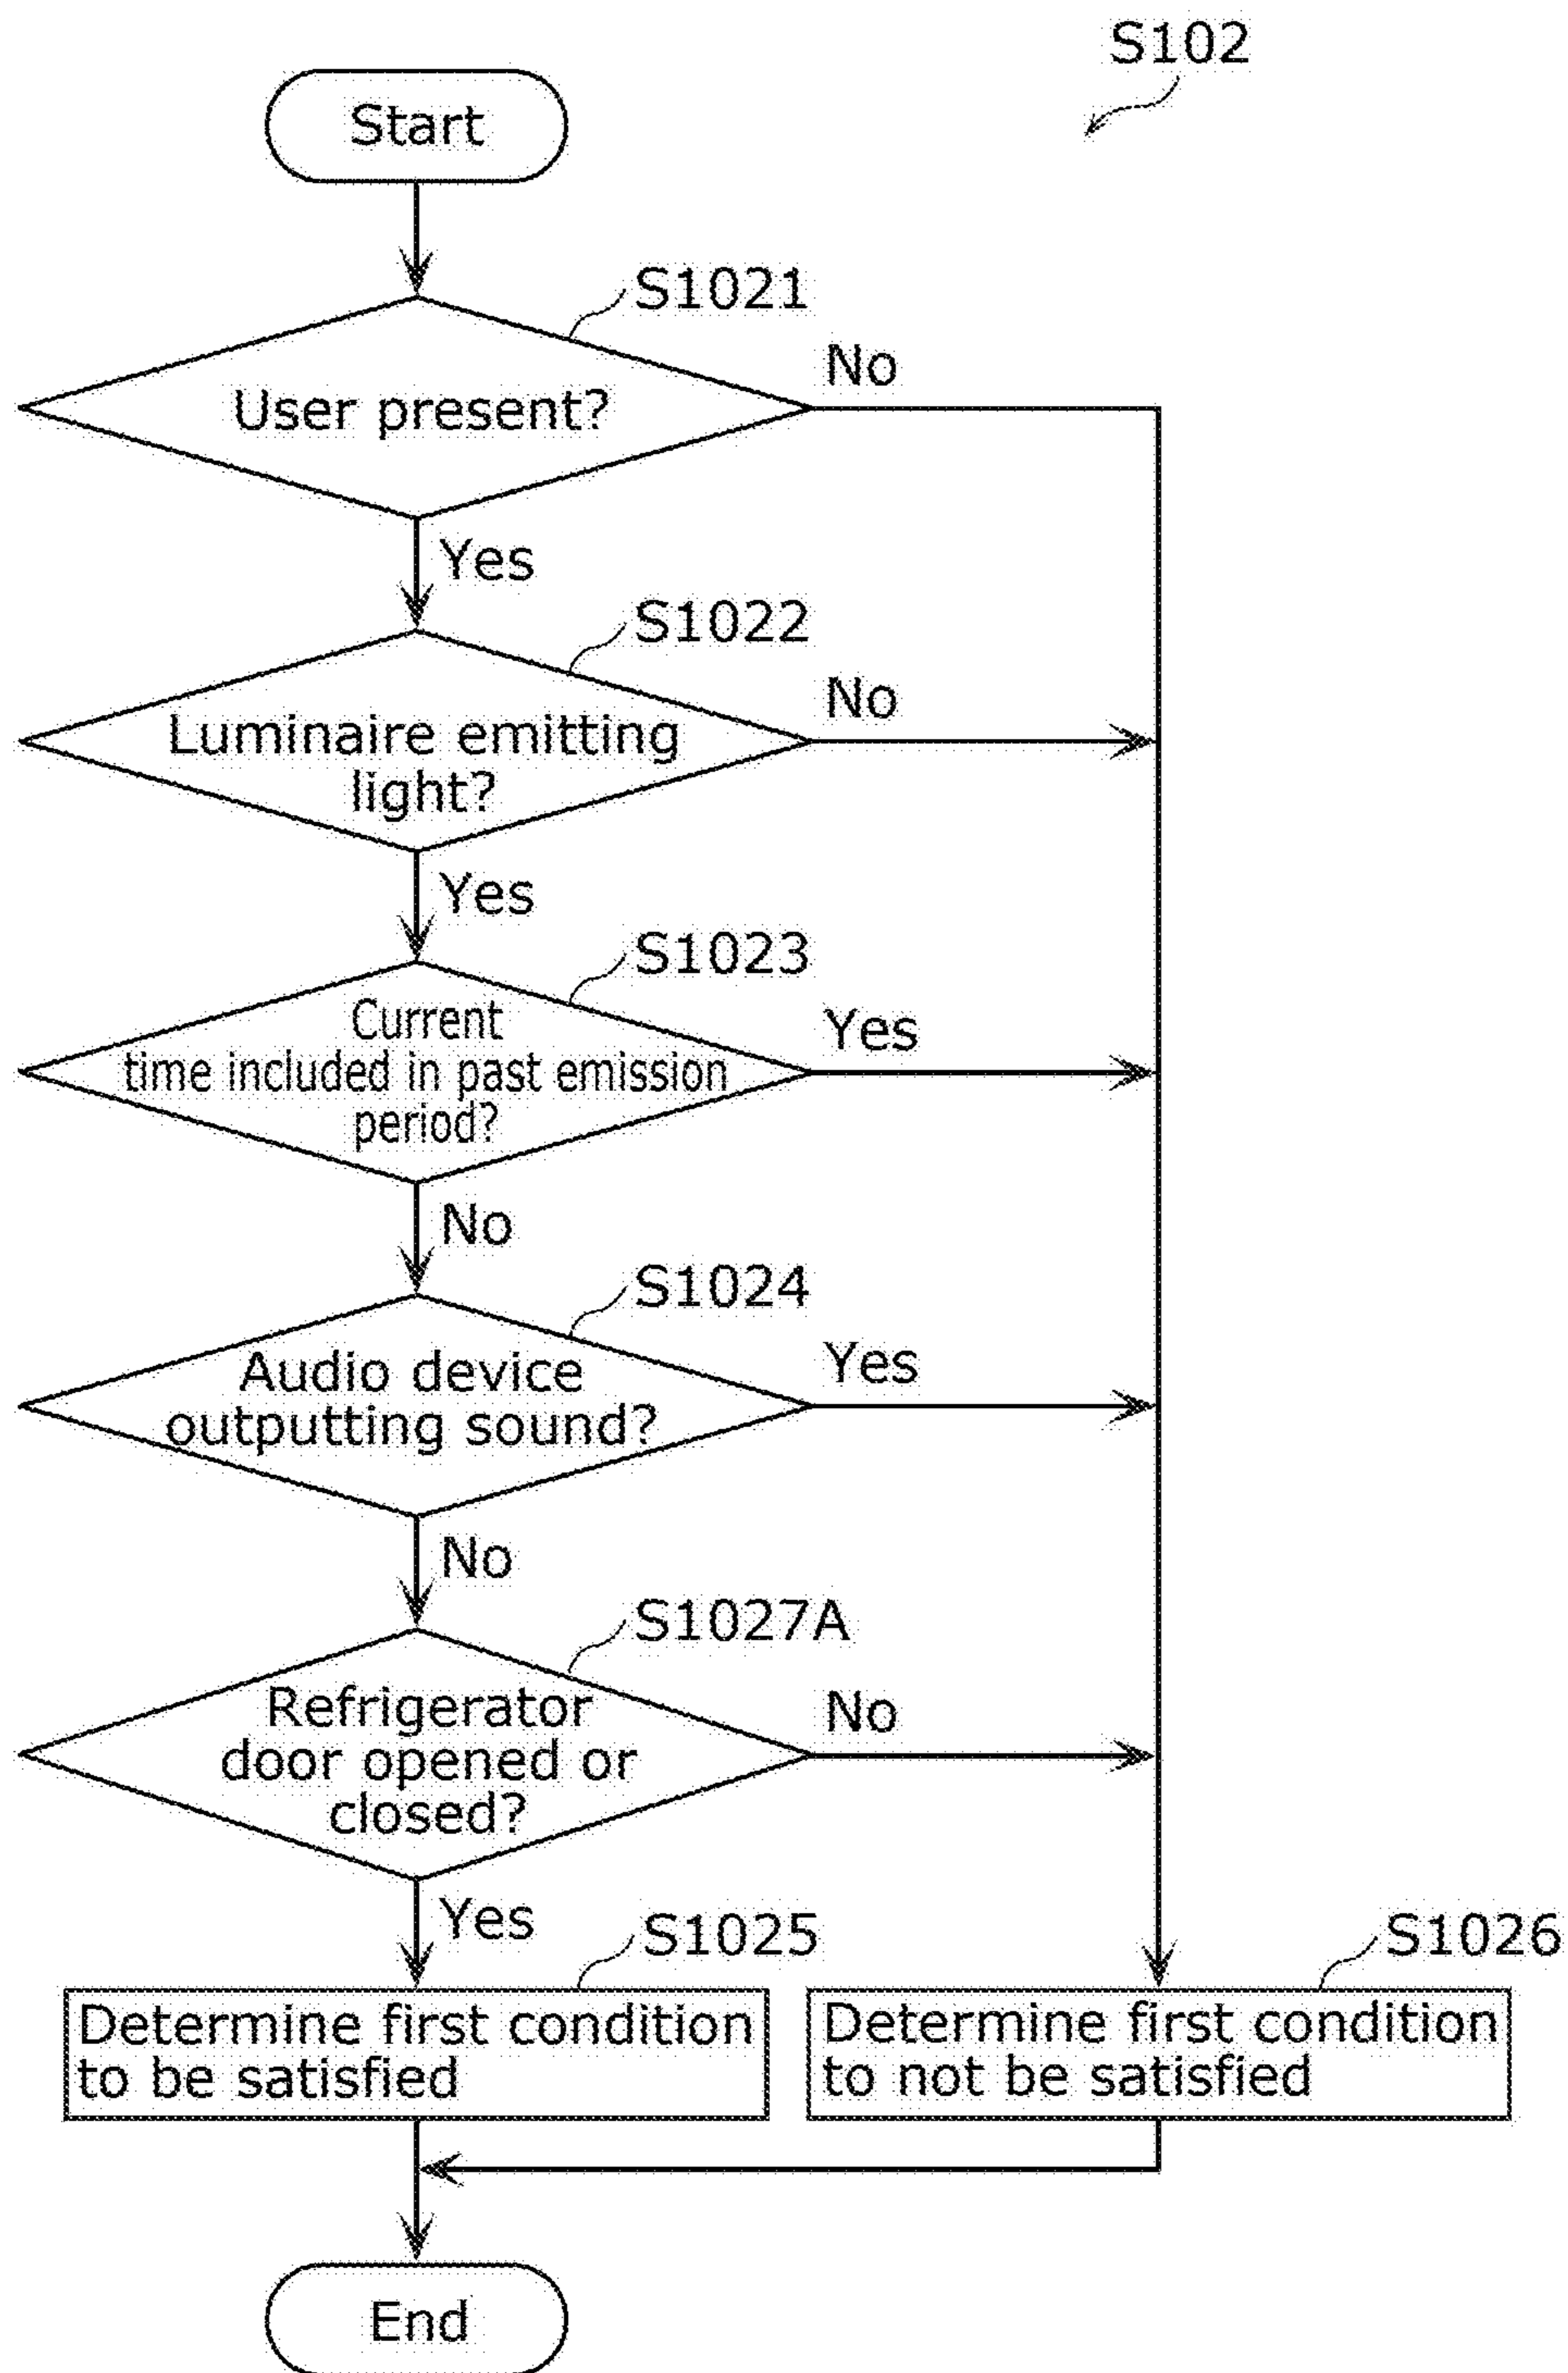 S102
Start
S1021
User present?
No
Yes
S1022
Luminaire emitting
light?
No
Yes
S1023
Current
time included in past emission
period?
Yes
No
S1024
Audio device
outputting sound?
Yes
No
S1027A
Refrigerator
door opened or
closed?
No
Yes
S1025
Determine first condition
to be satisfied
S1026
Determine first condition
to not be satisfied
End